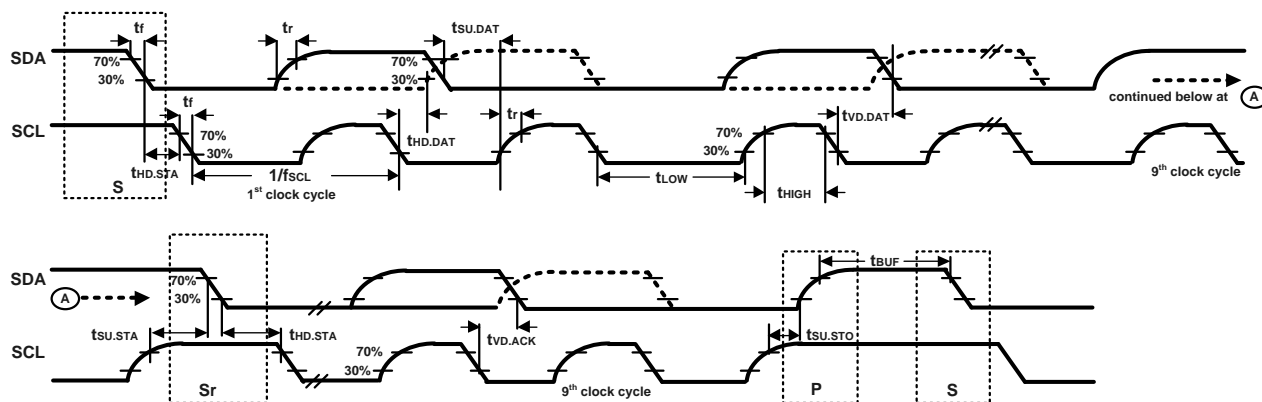 tf
tr
tSU.DAT
SDA
70%
30%
70%
30%
continued below at A
tf
tr
tVD.DAT
SCL
70%
30%
tHD.DAT
70%
30%
tHD.STA
1/fSCL
tLOW
S
1st clock cycle
tHIGH
9th clock cycle
SDA
70%
30%
tBUF
A
tSU.STA
tHD.STA
tVD.ACK
tSU.STO
SCL
70%
30%
Sr
9th clock cycle
P
S